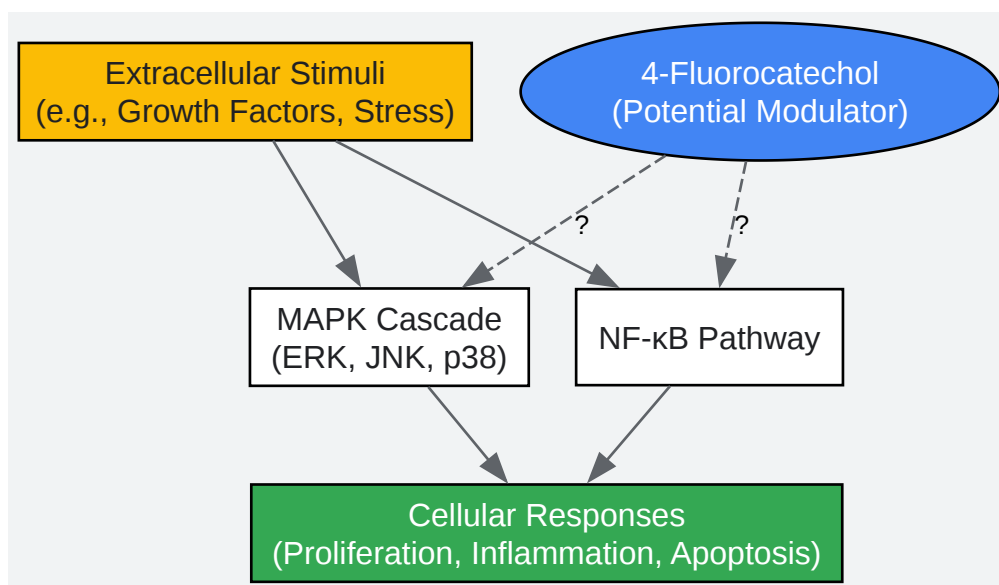 Extracellular Stimuli
(e.g., Growth Factors, Stress)
4-Fluorocatechol
(Potential Modulator)
?
?
MAPK Cascade
(ERK, JNK, p38)
NF-κB Pathway
Cellular Responses
(Proliferation, Inflammation, Apoptosis)